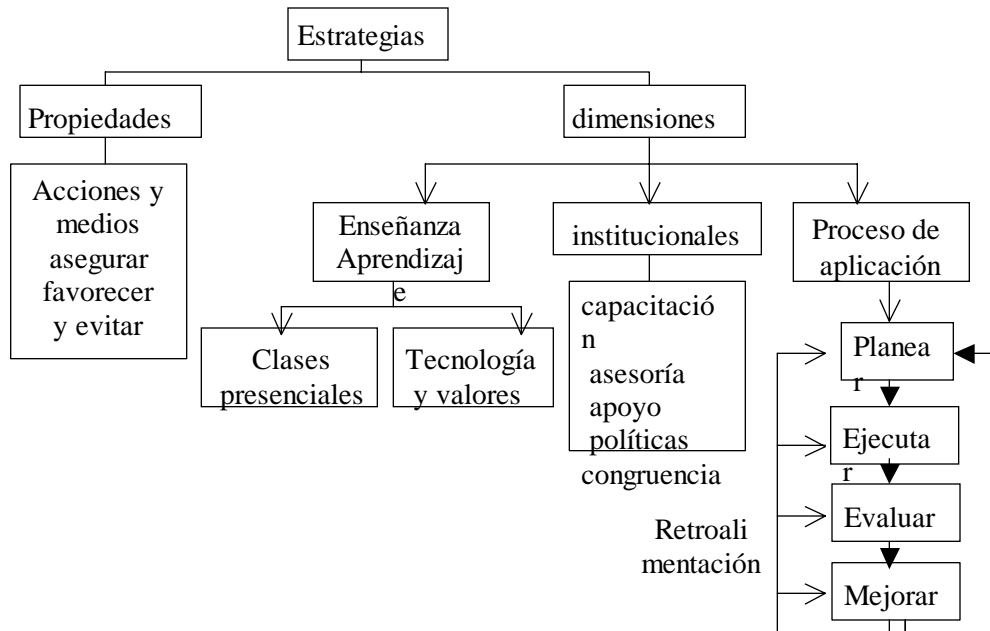 Estrategias
Propiedades
dimensiones
Acciones y
medios
asegurar
favorecer
y evitar
Enseñanza
Aprendizaj
e
institucionales
Proceso de
aplicación
Clases
presenciales
Tecnología
y valores
capacitació
n
asesoría
apoyo
políticas
congruencia
Planea
r
Ejecuta
r
Evaluar
Mejorar
Retroali
mentación